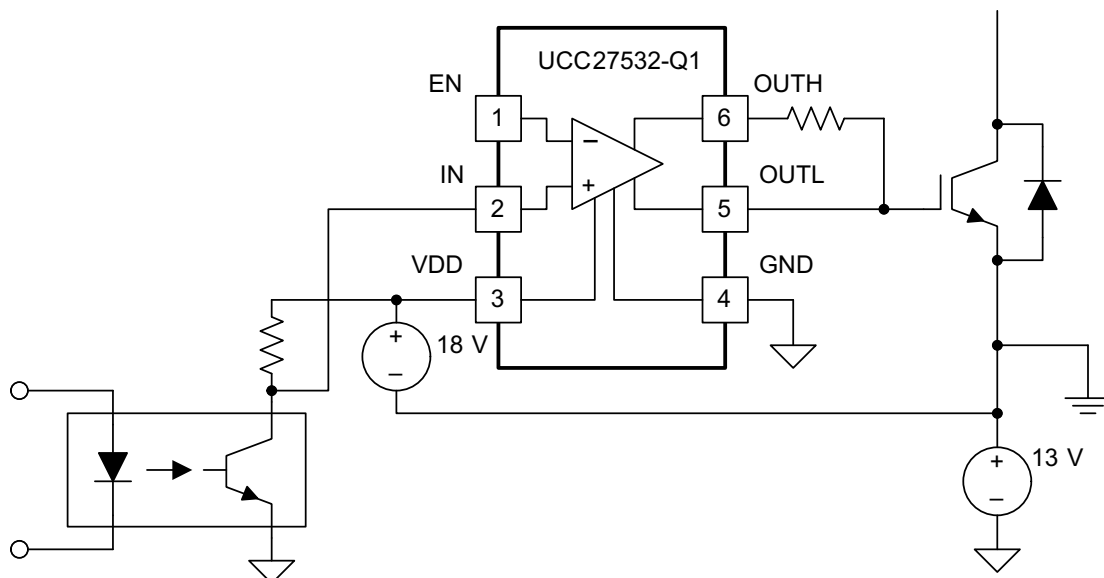 UCC27532-Q1
EN
OUTH
1
6
−
IN
OUTL
+
2
5
VDD
GND
3
4
+
18 V
−
+
13 V
−